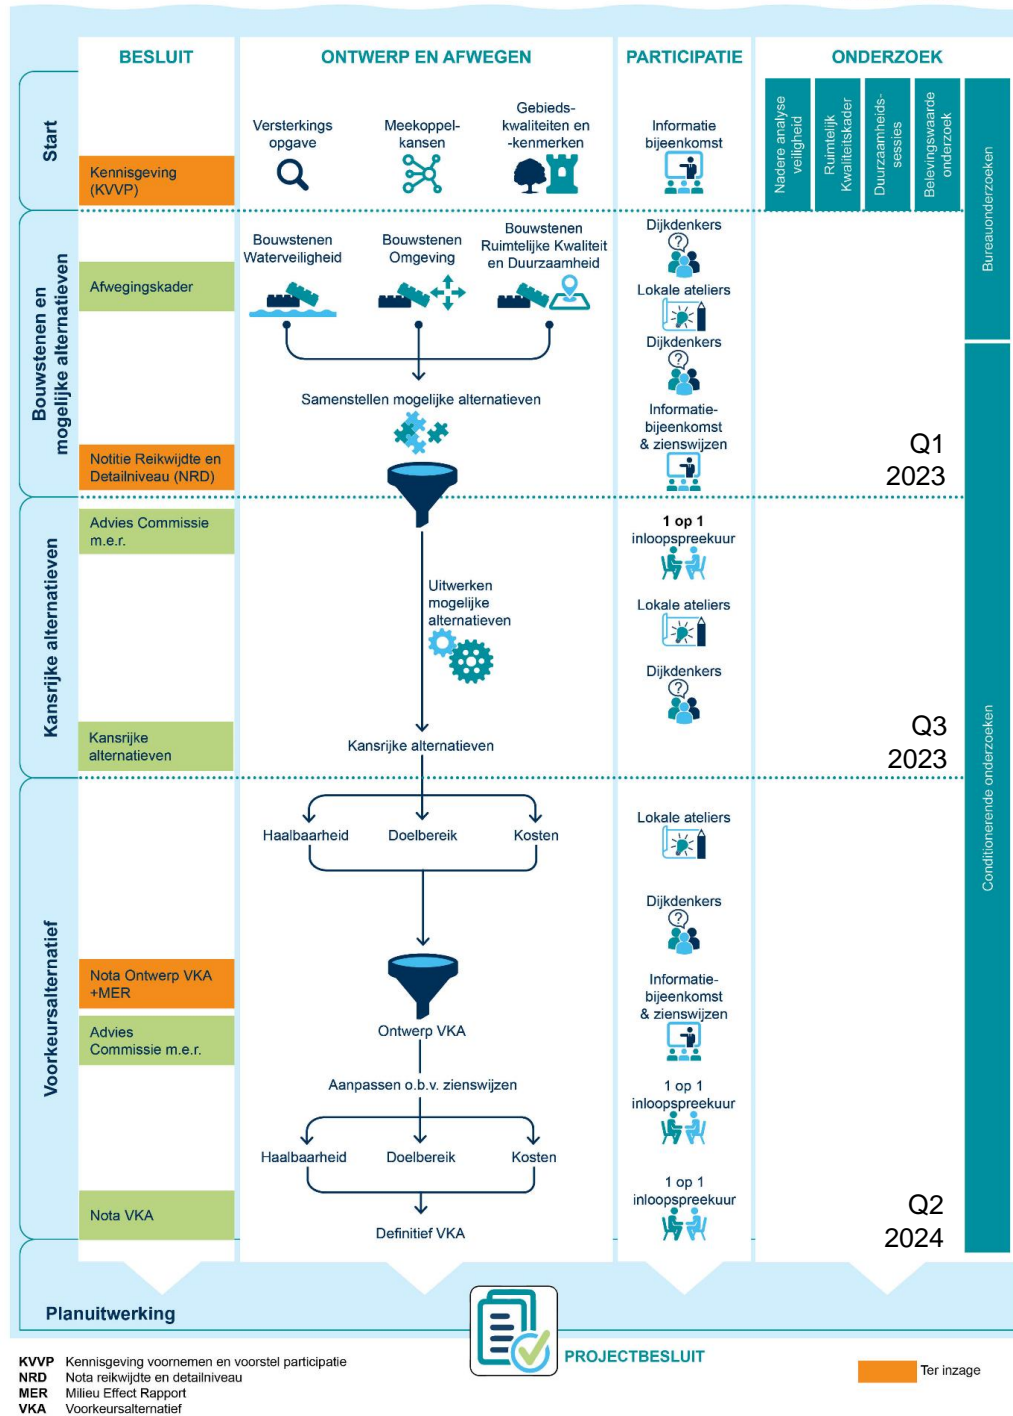 BESLUIT
ONTWERP EN AFWEGEN
PARTICIPATIE
ONDERZOEK
Start
Kennisgeving
(KVVP)
Versterkings
opgave
Meekoppel-
kansen
Gebieds-
kwaliteiten en
-kenmerken
Informatie
bijeenkomst
Nadere analyse
veiligheid
Ruimtelijk
Kwaliteitskader
Duurzaamheids-
sessies
Belevingswaarde
onderzoek
Bureauonderzoeken
Bouwstenen en
mogelijke alternatieven
Afwegingskader
Bouwstenen
Waterveiligheid
Bouwstenen
Omgeving
Bouwstenen
Ruimtelijke Kwaliteit
en Duurzaamheid
Dijkdenkers
Lokale ateliers
Dijkdenkers
Samenstellen mogelijke alternatieven
Informatie-
bijeenkomst
& zienswijzen
Notitie Reikwijdte en
Detailniveau (NRD)
Q1
2023
Conditionerende onderzoeken
Kansrijke alternatieven
Advies Commissie
m.e.r.
1 op 1
inloopspreekuur
Uitwerken
mogelijke
alternatieven
Lokale ateliers
Dijkdenkers
Kansrijke
alternatieven
Kansrijke alternatieven
Q3
2023
Voorkeursalternatief
Haalbaarheid
Doelbereik
Kosten
Lokale ateliers
Dijkdenkers
Nota Ontwerp VKA
+MER
Informatie-
bijeenkomst
& zienswijzen
Advies
Commissie m.e.r.
Ontwerp VKA
Aanpassen o.b.v. zienswijzen
1 op 1
inloopspreekuur
Haalbaarheid
Doelbereik
Kosten
1 op 1
inloopspreekuur
Nota VKA
Definitief VKA
Q2
2024
Planuitwerking
PROJECTBESLUIT
KVVP Kennisgeving voornemen en voorstel participatie
NRD Nota reikwijdte en detailniveau
MER Milieu Effect Rapport
VKA Voorkeursalternatief
Ter inzage